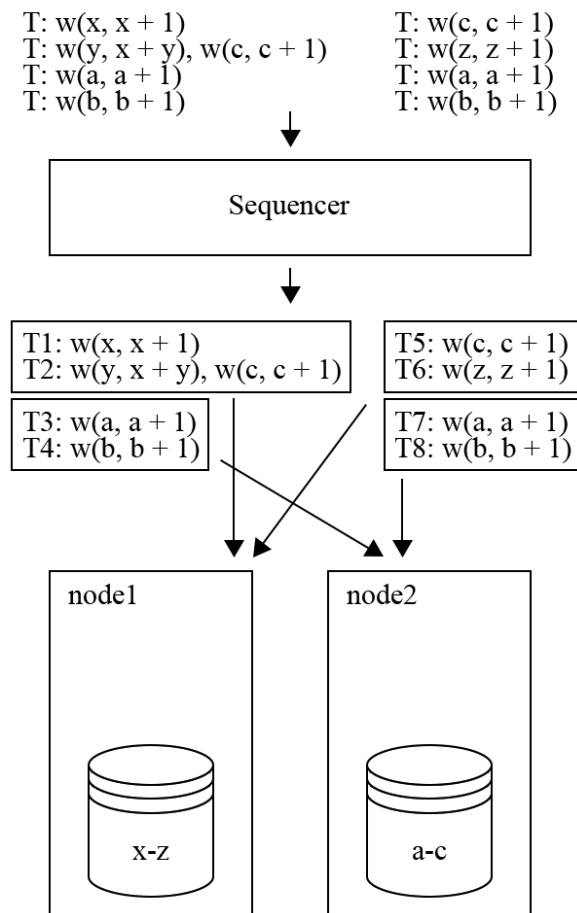 T: w(x, x + 1)
T: w(y, x + y), w(c, c + 1)
T: w(a, a + 1)
T: w(b, b + 1)
T: w(c, c + 1)
T: w(z, z + 1)
T: w(a, a + 1)
T: w(b, b + 1)
Sequencer
T1: w(x, x + 1)
T2: w(y, x + y), w(c, c + 1)
T3: w(a, a + 1)
T4: w(b, b + 1)
T5: w(c, c + 1)
T6: w(z, z + 1)
T7: w(a, a + 1)
T8: w(b, b + 1)
node1
x-z
node2
a-c